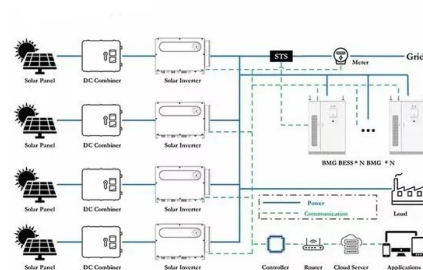 STS
Meter
Grid
Solar Panel DC Combiner Solar Inverter
Solar Panel DC Combiner Solar Inverter
BMG BESS * N BMG * N
Solar Panel DC Combiner Solar Inverter
Power
Communication
Load
Solar Panel DC Combiner Solar Inverter
Controller Router Cloud Server Applications